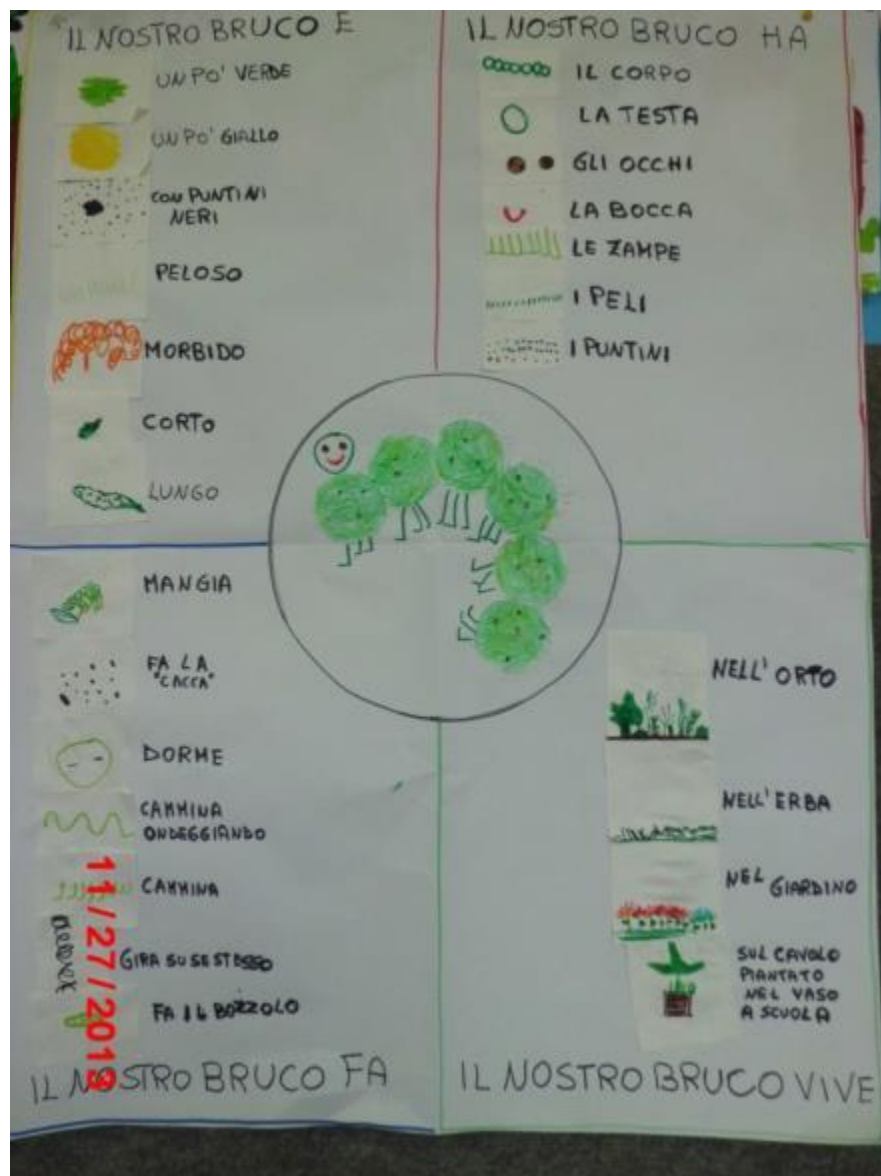 IL NOSTRO BRUCO È
UN PO' VERDE
UN PO' GIALLO
CON PUNTINI
NERI
PELOSO
MORBIDO
CORTO
LUNGO
IL NOSTRO BRUCO HA
IL CORPO
LA TESTA
GLI OCCHI
LA BOCCA
LE ZAMPE
I PELI
I PUNTINI
MANGIA
FA LA
"CACCA"
DORME
CAMMINA
ONDEGGIANDO
CAMMINA
GIRA SU SE STESSO
FA IL BOZZOLO
IL NOSTRO BRUCO FA
NELL' ORTO
NELL' ERBA
NEL GIARDINO
SUL CAVOLO
PIANTATO
NEL VASO
A SCUOLA
IL NOSTRO BRUCO VIVE
11/27/2013